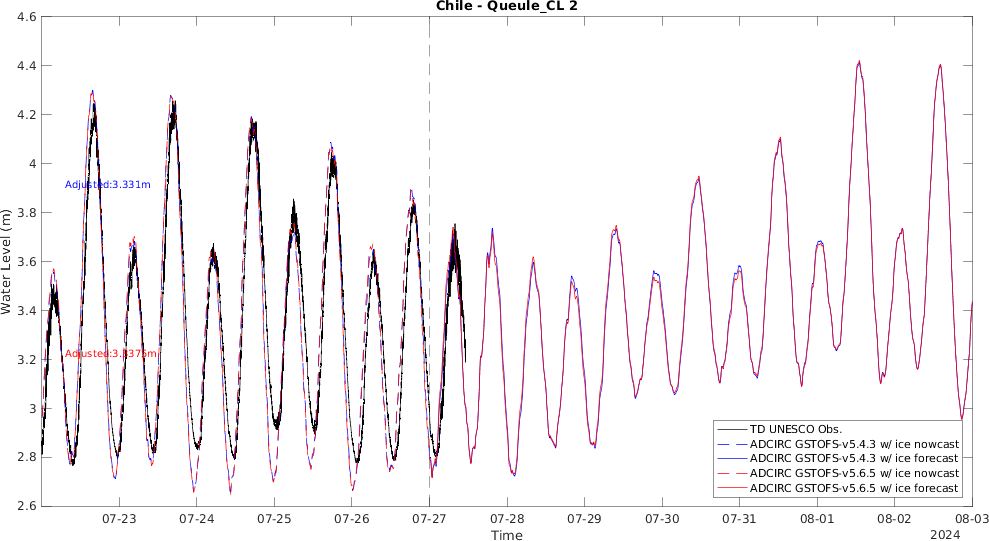 Chile - Queule_CL 2
4.6
4.4
4.2
4
3.8
3.6
3.4
3.2
3
2.8
2.6
Water Level (m)
Adjusted:3.331m
Adjusted:3.3375m
TD UNESCO Obs.
ADCIRC GSTOFS-v5.4.3 w/ ice nowcast
ADCIRC GSTOFS-v5.4.3 w/ ice forecast
ADCIRC GSTOFS-v5.6.5 w/ ice nowcast
ADCIRC GSTOFS-v5.6.5 w/ ice forecast
07-23 07-24 07-25 07-26 07-27 07-28 07-29 07-30 07-31 08-01 08-02 08-03
Time
2024